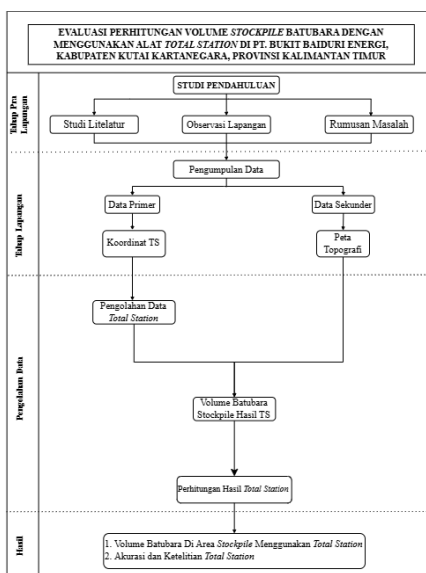 EVALUASI PERHITUNGAN VOLUME STOCKPILE BATUBARA DENGAN
MENGGUNAKAN ALAT TOTAL STATION DI PT. BUKIT BAIDURI ENERGI,
KABUPATEN KUTAI KARTANEGARA, PROVINSI KALIMANTAN TIMUR
Tahap Pra
Lapangan
STUDI PENDAHULUAN
Studi Litelatur
Observasi Lapangan
Rumusan Masalah
Tahap Lapangan
Pengumpulan Data
Data Primer
Data Sekunder
Koordinat TS
Peta
Topografi
Pengolahan Data
Pengolahan Data
Total Station
Volume Batubara
Stockpile Hasil TS
Perhitungan Hasil Total Station
Hasil
1. Volume Batubara Di Area Stockpile Menggunakan Total Station
2. Akurasi dan Ketelitian Total Station